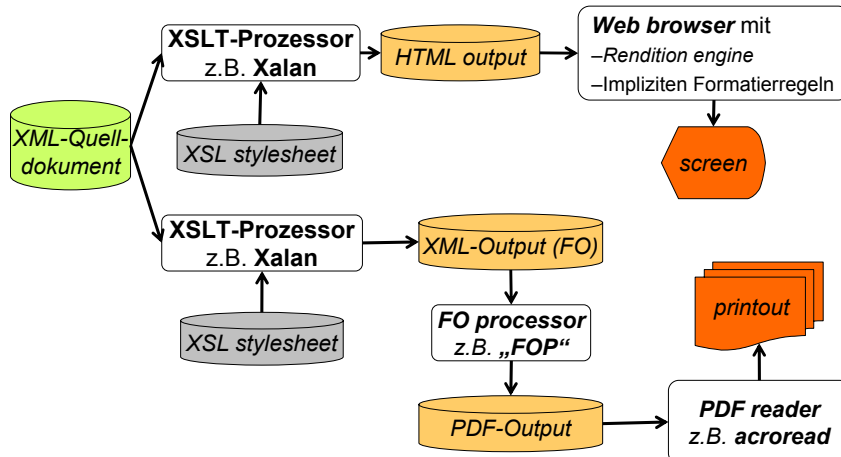 XSLT-Prozessor
z.B. Xalan
HTML output
Web browser mit
–Rendition engine
–Impliziten Formatierregeln
XML-Quell-
dokument
XSL stylesheet
screen
XSLT-Prozessor
z.B. Xalan
XML-Output (FO)
printout
XSL stylesheet
FO processor
z.B. „FOP“
PDF-Output
PDF reader
z.B. acroread